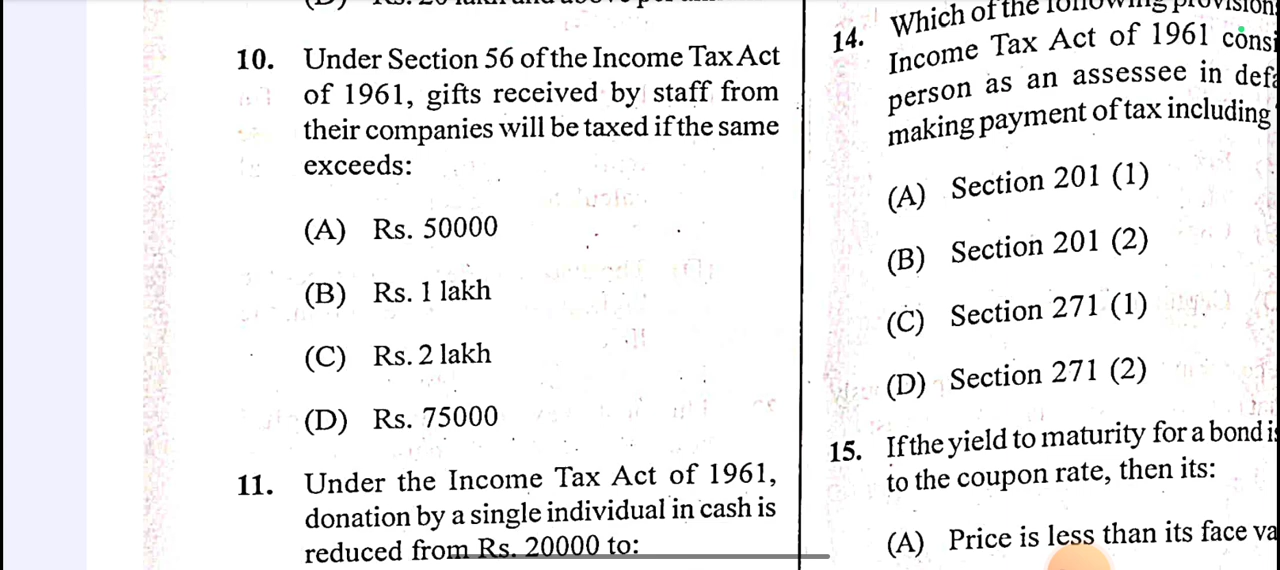 10. Under Section 56 of the Income Tax Act
of 1961, gifts received by staff from
their companies will be taxed if the same
exceeds:
(A) Rs. 50000
(B) Rs. 1 lakh
(C) Rs. 2 lakh
(D) Rs. 75000
11. Under the Income Tax Act of 1961,
donation by a single individual in cash is
reduced from Rs. 20000 to:
14. Which of the following
Income Tax Act of 1961
person as an assessee in
making payment of tax including
(A) Section 201 (1)
(B) Section 201 (2)
(C) Section 271 (1)
(D) Section 271 (2)
15. If the yield to maturity for a bond is
to the coupon rate, then its:
(A) Price is less than its face